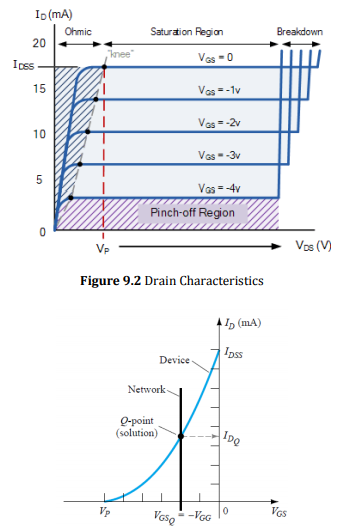 I_D (mA)
Ohmic Saturation Region Breakdown
20
"knee"
I_DSS
V_GS = 0
15
V_GS = -1v
10
V_GS = -2v
V_GS = -3v
5
V_GS = -4v
Pinch-off Region
0
V_P V_DS (V)
Figure 9.2 Drain Characteristics
I_D (mA)
I_DSS
Device
Network
Q-point
(solution)
I_DQ
V_P V_GSQ = −V_GG 0 V_GS